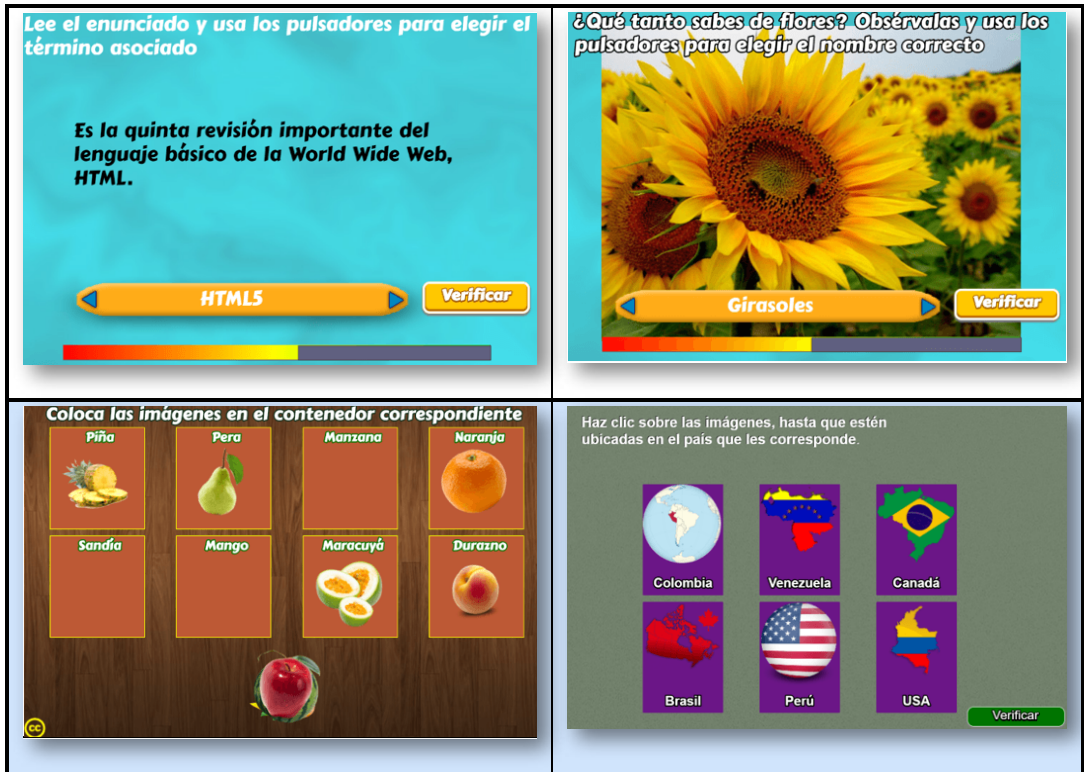 Lee el enunciado y usa los pulsadores para elegir el
término asociado
Es la quinta revisión importante del
lenguaje básico de la World Wide Web,
HTML.
HTML5
Verificar
¿Qué tanto sabes de flores? Obsérvalas y usa los
pulsadores para elegir el nombre correcto
Girasoles
Verificar
Coloca las imágenes en el contenedor correspondiente
Piña
Pera
Manzana
Naranja
Sandía
Mango
Maracuyá
Durazno
cc
Haz clic sobre las imágenes, hasta que estén
ubicadas en el país que les corresponde.
Colombia
Venezuela
Canadá
Brasil
Perú
USA
Verificar